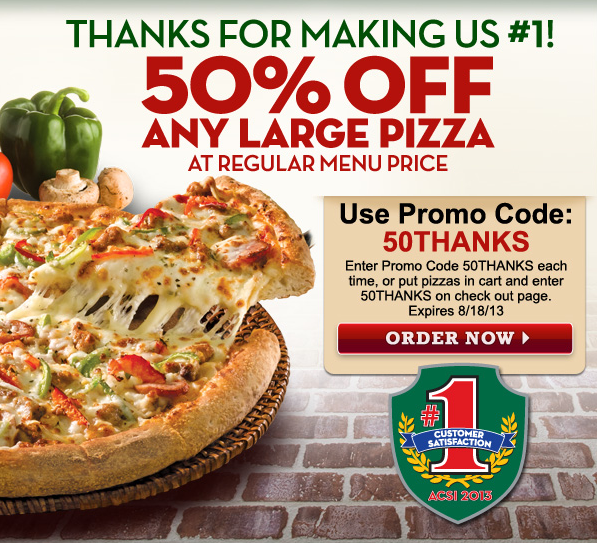 THANKS FOR MAKING US #1!
50% OFF
ANY LARGE PIZZA
AT REGULAR MENU PRICE
Use Promo Code:
50THANKS
Enter Promo Code 50THANKS each
time, or put pizzas in cart and enter
50THANKS on check out page.
Expires 8/18/13
ORDER NOW
#1
CUSTOMER
SATISFACTION
ACSI 2013